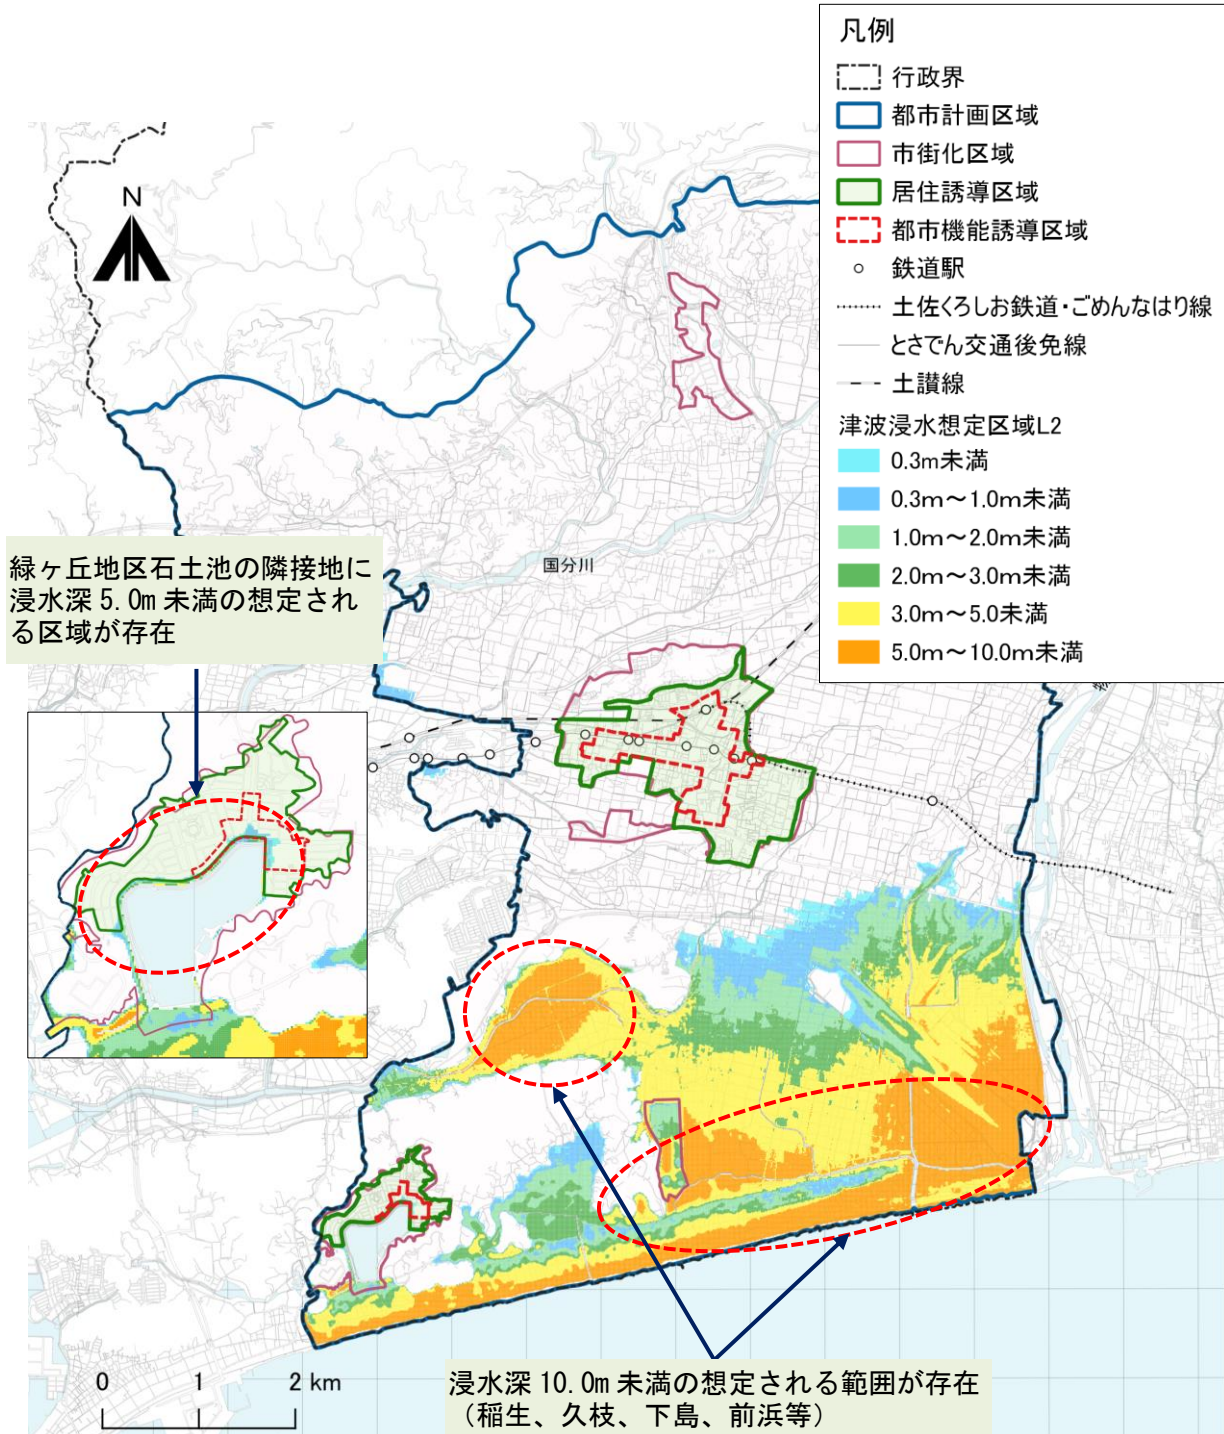 凡例
行政界
都市計画区域
市街化区域
居住誘導区域
都市機能誘導区域
鉄道駅
土佐くろしお鉄道・ごめんなはり線
とさでん交通後免線
土讃線
津波浸水想定区域L2
0.3m未満
0.3m～1.0m未満
1.0m～2.0m未満
2.0m～3.0m未満
3.0m～5.0未満
5.0m～10.0m未満
N
国分川
緑ヶ丘地区石土池の隣接地に
浸水深 5.0m 未満の想定され
る区域が存在
浸水深 10.0m 未満の想定される範囲が存在
（稲生、久枝、下島、前浜等）
0 1 2 km